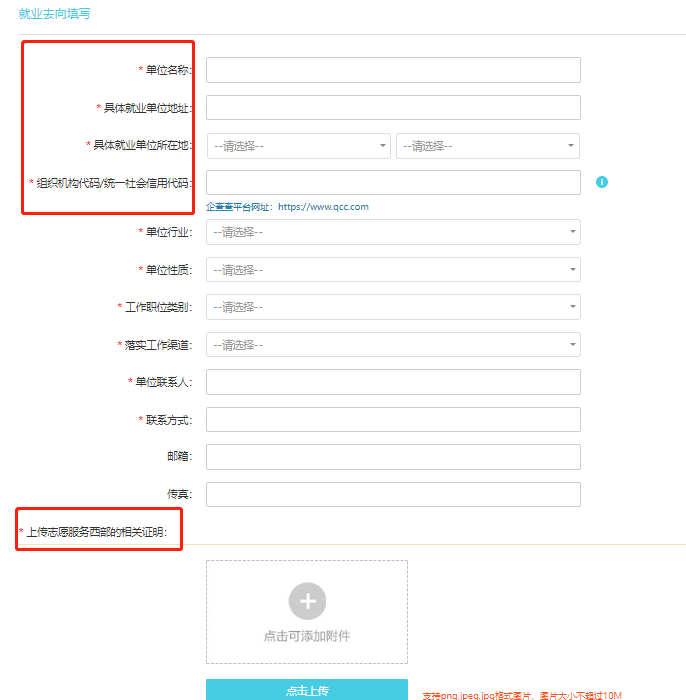 就业去向填写
* 单位名称:
* 具体就业单位地址:
* 具体就业单位所在地: --请选择-- --请选择--
* 组织机构代码/统一社会信用代码:
企查查平台网址: https://www.qcc.com
* 单位行业: --请选择--
* 单位性质: --请选择--
* 工作职位类别: --请选择--
* 落实工作渠道: --请选择--
* 单位联系人:
* 联系方式:
邮箱:
传真:
* 上传志愿服务西部的相关证明:
点击可添加附件
点击上传
支持png,jpeg,jpg格式图片，图片大小不超过10M